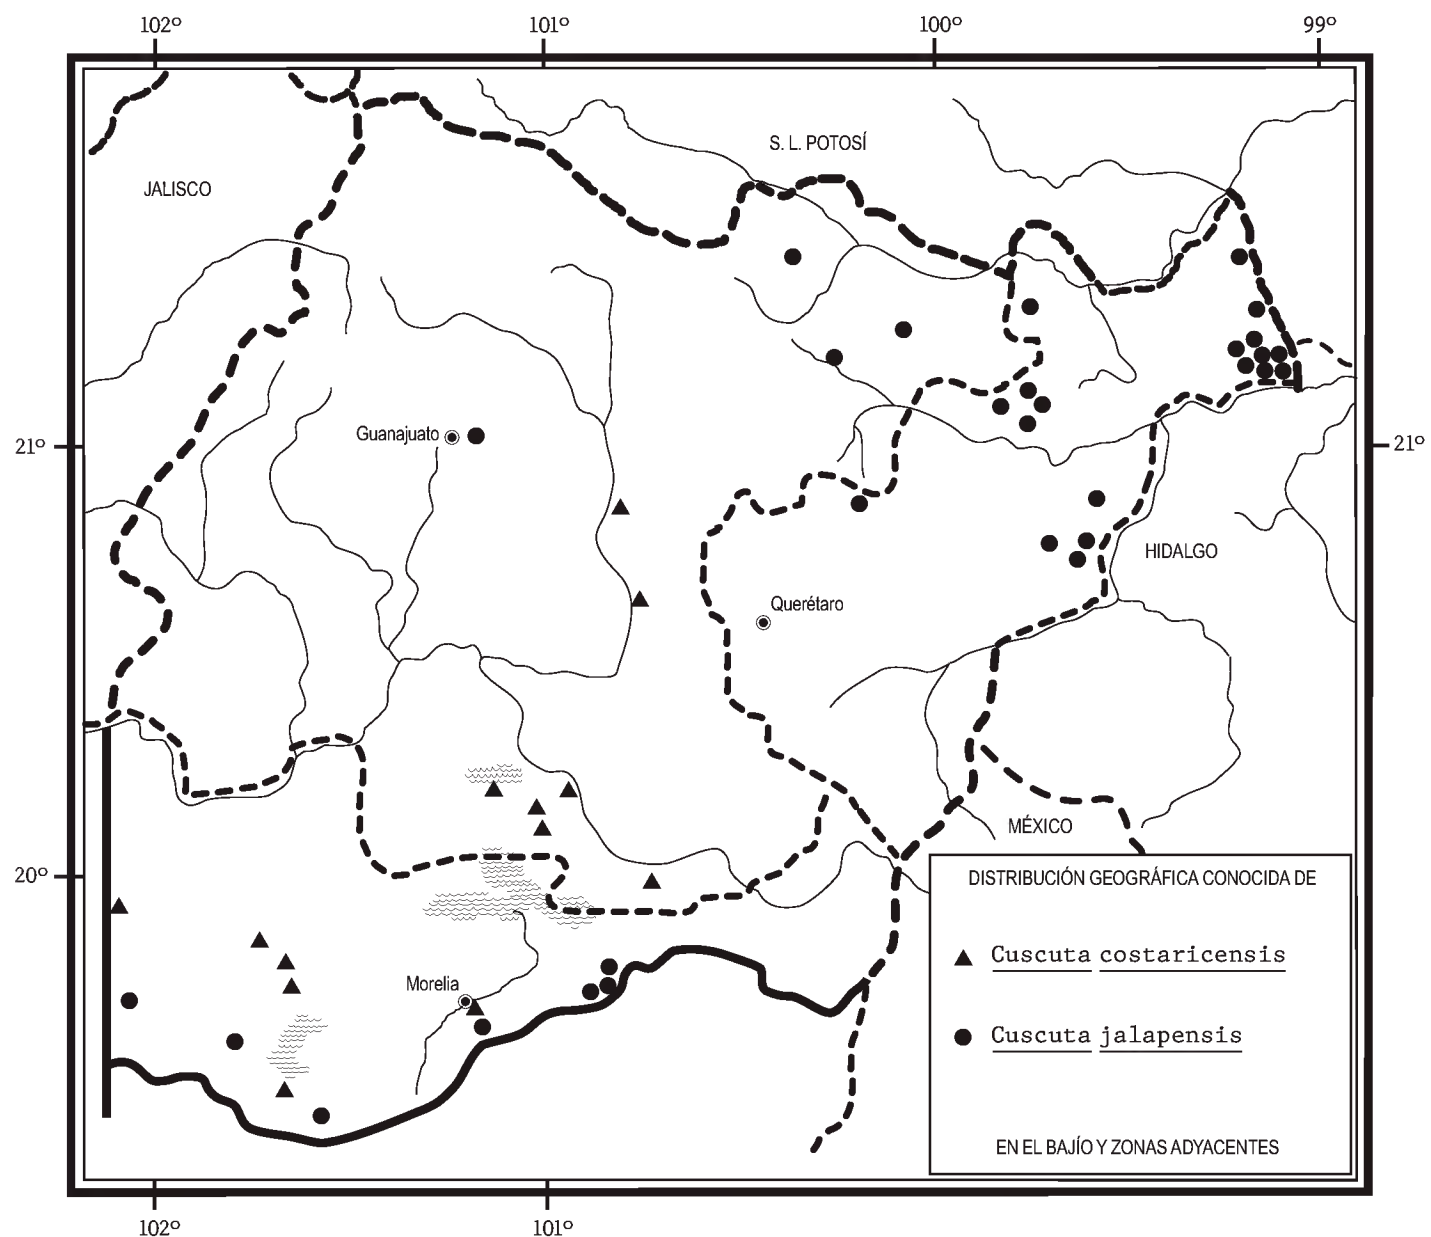 102º 101º 100º 99º
S. L. POTOSÍ
JALISCO
Guanajuato
21º 21º
HIDALGO
Querétaro
MÉXICO
20º
DISTRIBUCIÓN GEOGRÁFICA CONOCIDA DE
Cuscuta costaricensis
Morelia
Cuscuta jalapensis
EN EL BAJÍO Y ZONAS ADYACENTES
102º 101º